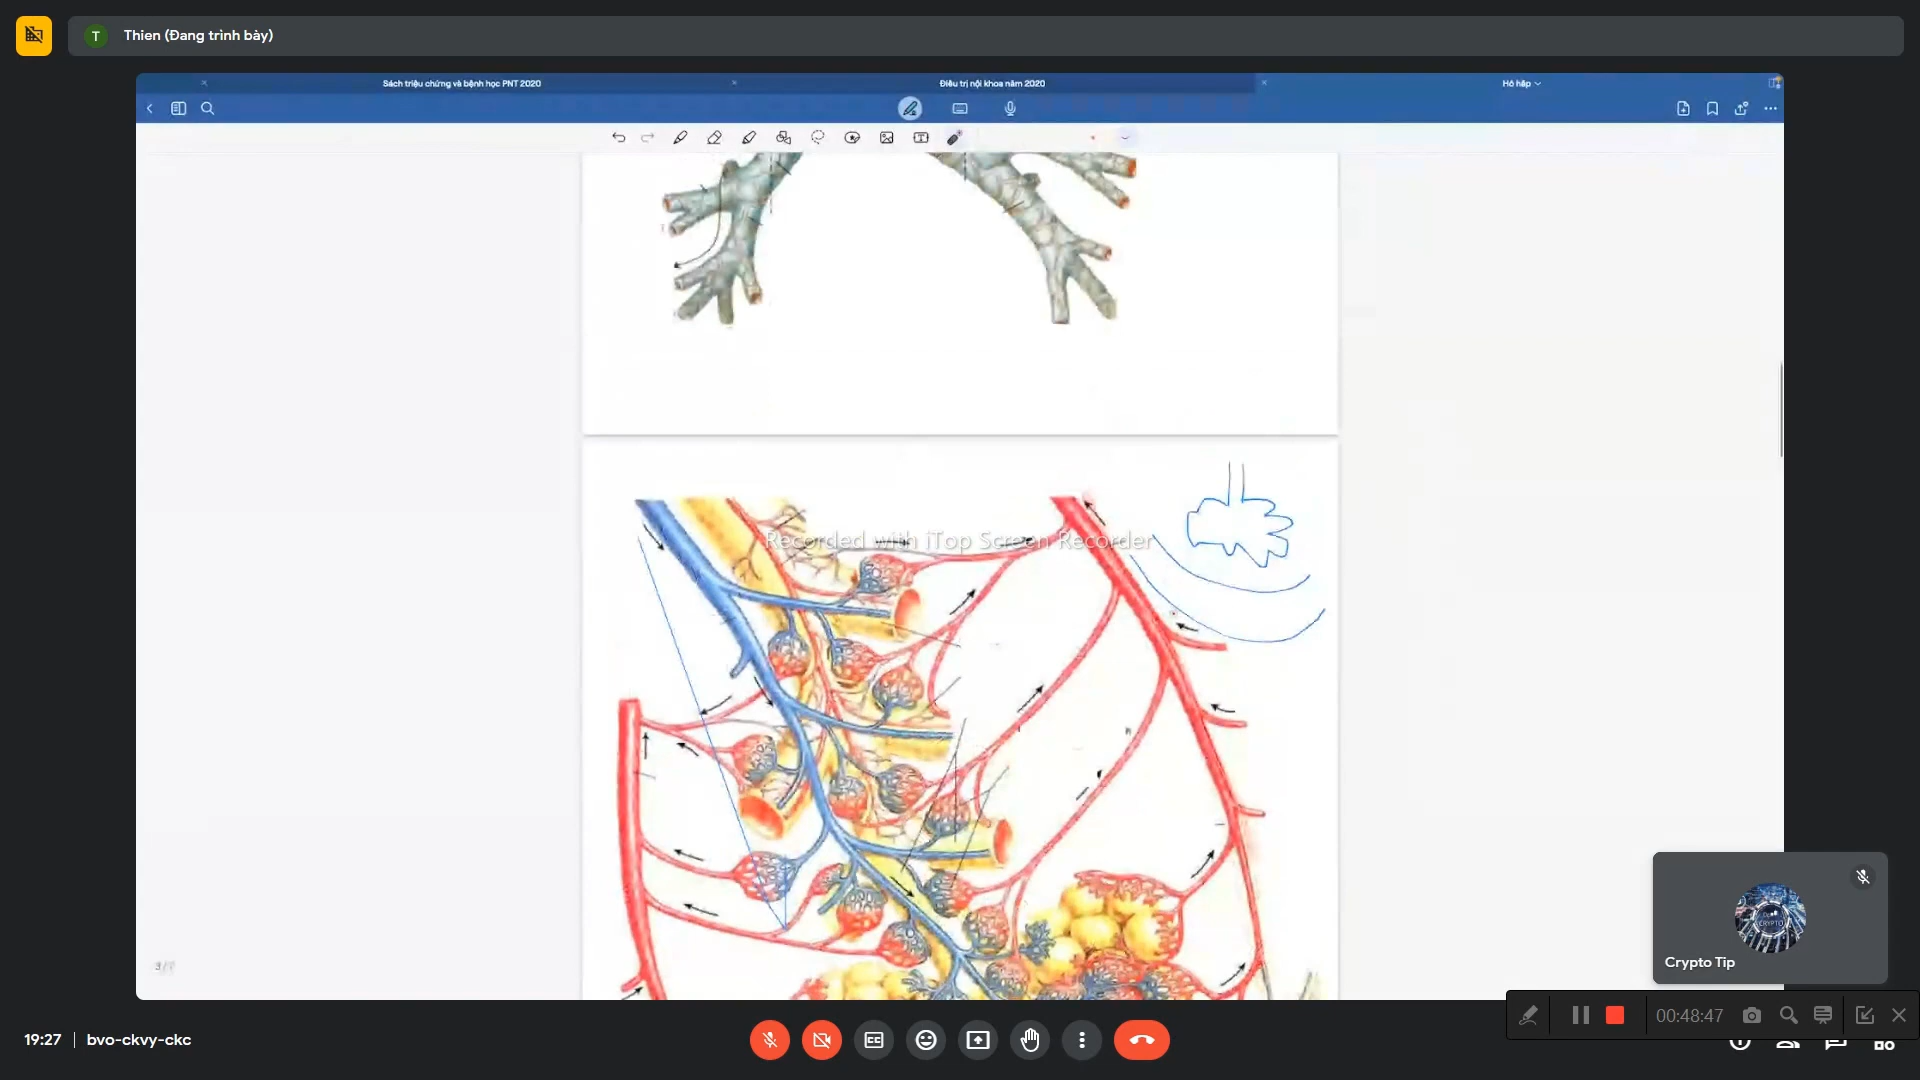 T Thien (Đang trình bày)
Sách triệu chứng và bệnh học PNT 2020
Điều trị nội khoa năm 2020
Hô hấp
Recorded with iTop Screen Recorder
Crypto Tip
00:48:47
19:27 | bvo-ckvy-ckc